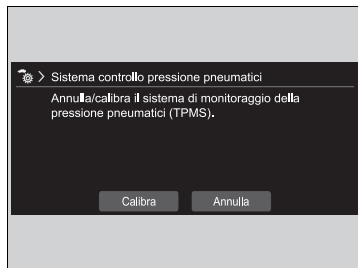 > Sistema controllo pressione pneumatici
Annulla/calibra il sistema di monitoraggio della
pressione pneumatici (TPMS).
Calibra Annulla